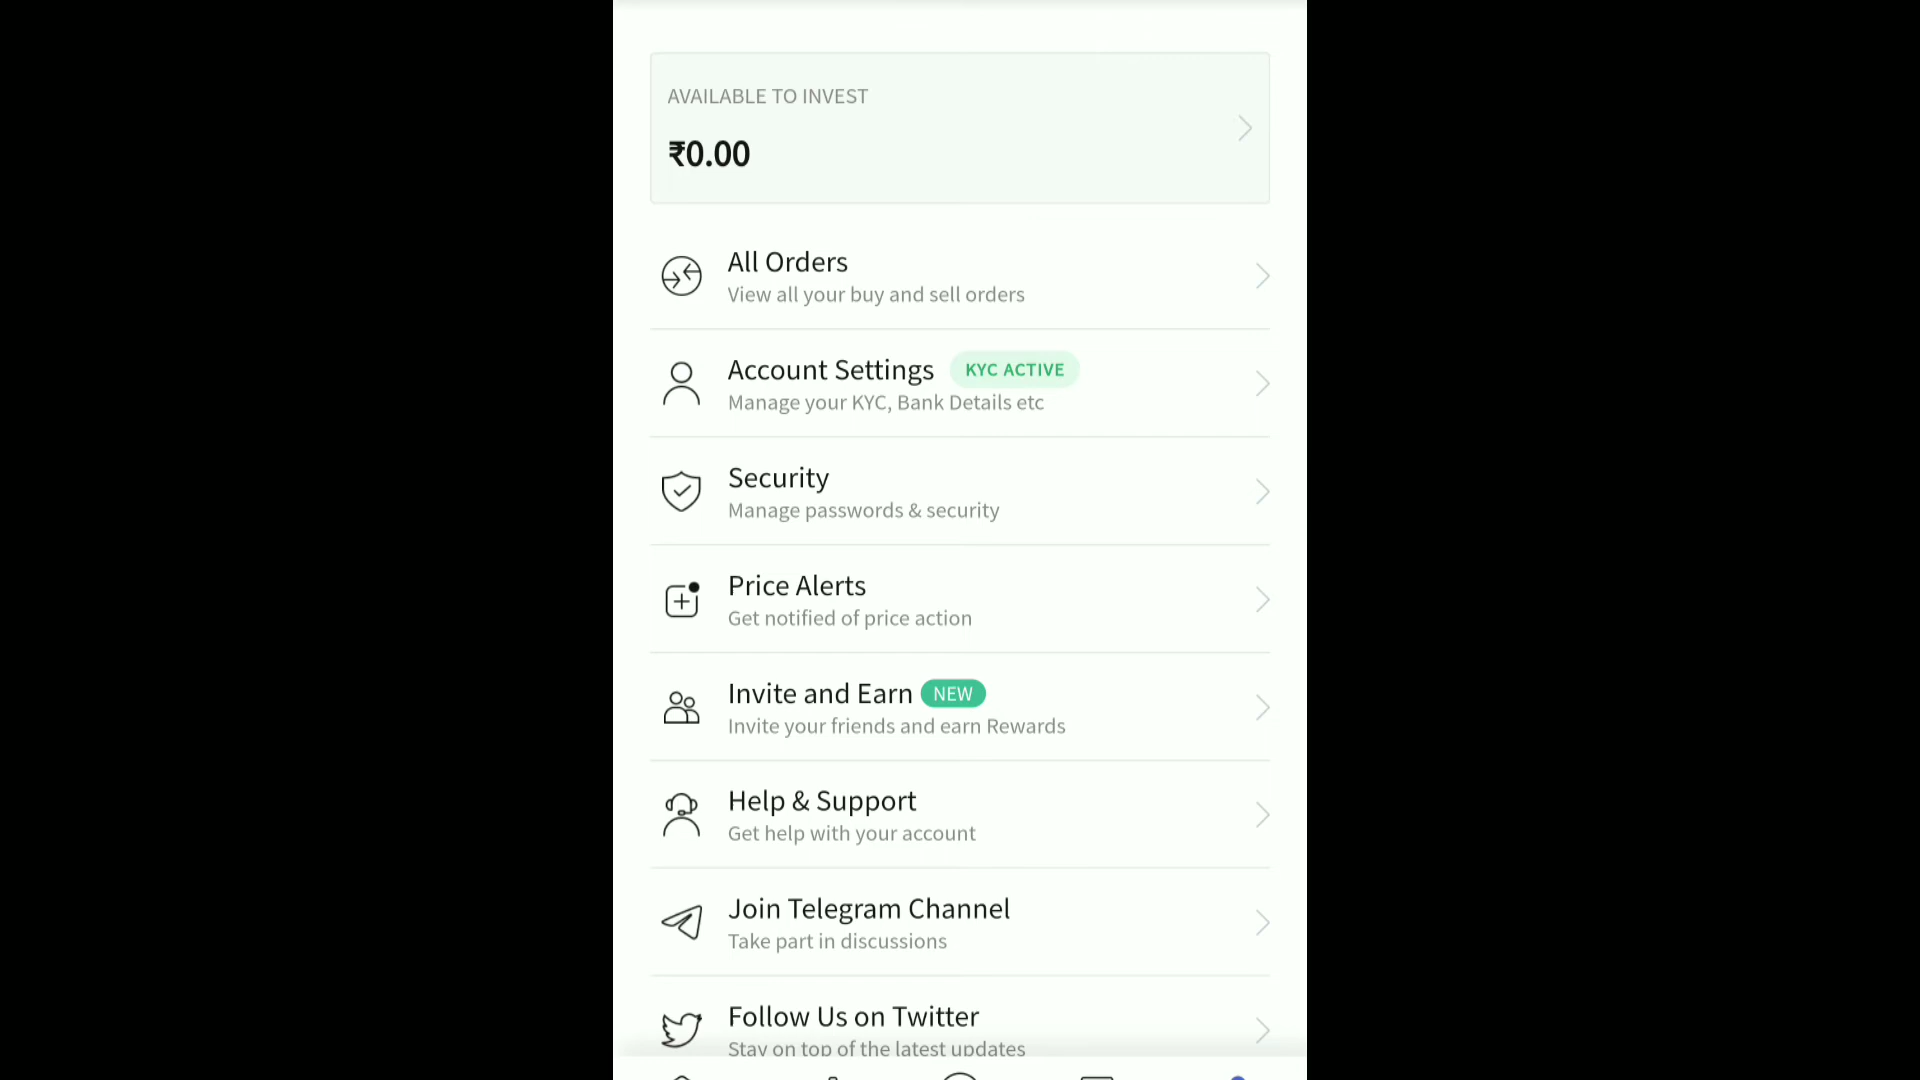 AVAILABLE TO INVEST
₹0.00
All Orders
View all your buy and sell orders
Account Settings KYC ACTIVE
Manage your KYC, Bank Details etc
Security
Manage passwords & security
Price Alerts
Get notified of price action
Invite and Earn NEW
Invite your friends and earn Rewards
Help & Support
Get help with your account
Join Telegram Channel
Take part in discussions
Follow Us on Twitter
Stay on top of the latest updates